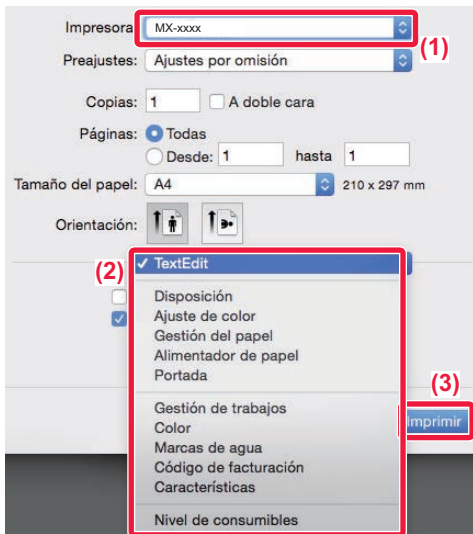 Impresora: MX-xxxx
(1)
Preajustes: Ajustes por omisión
Copias: 1 A doble cara
Páginas: Todas
Desde: 1 hasta 1
Tamaño del papel: A4 210 x 297 mm
Orientación:
(2)
✓ TextEdit
Disposición
Ajuste de color
Gestión del papel
Alimentador de papel
Portada
(3)
Gestión de trabajos
Color
Imprimir
Marcas de agua
Código de facturación
Características
Nivel de consumibles